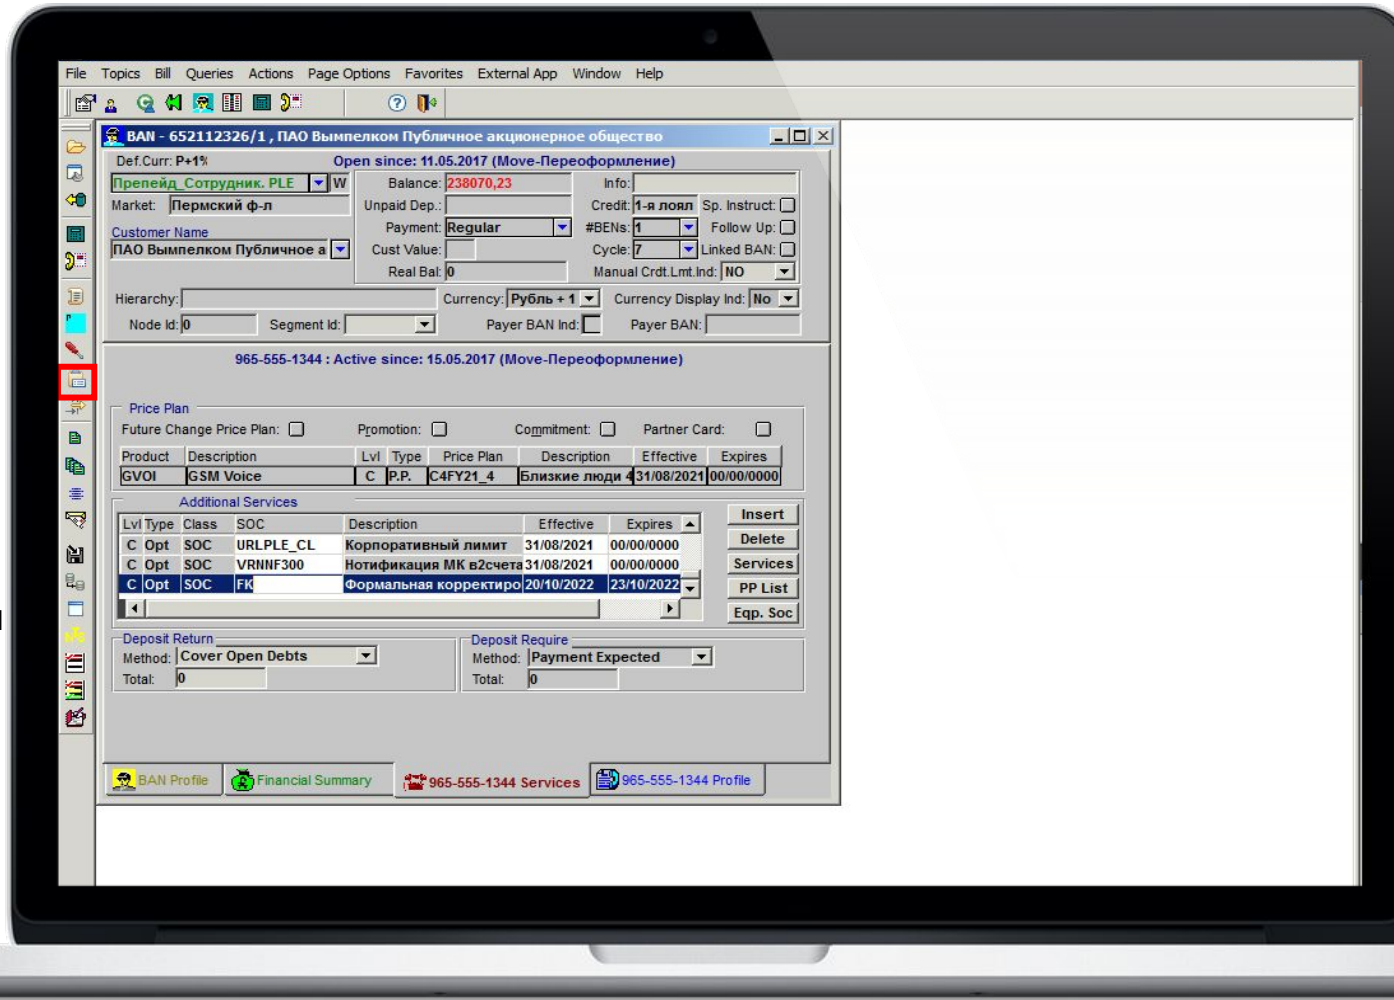 File Topics Bill Queries Actions Page Options Favorites External App Window Help
BAN - 652112326/1 , ПАО Вымпелком Публичное акционерное общество
Def.Curr: P+1%
Open since: 11.05.2017 (Move-Переоформление)
Препейд_Сотрудник. PLE W Balance: 238070,23 Info:
Market: Пермский ф-л Unpaid Dep.: Credit: 1-я лоял Sp. Instruct:
Customer Name Payment: Regular #BENs: 1 Follow Up:
ПАО Вымпелком Публичное а Cust Value: Cycle: 7 Linked BAN:
Real Bal: 0 Manual Crdt.Lmt.Ind: NO
Hierarchy: Currency: Рубль + 1 Currency Display Ind: No
Node Id: 0 Segment Id: Payer BAN Ind: Payer BAN:
965-555-1344 : Active since: 15.05.2017 (Move-Переоформление)
Price Plan
Future Change Price Plan: Promotion: Commitment: Partner Card:
Product Description Lvl Type Price Plan Description Effective Expires
GVOI GSM Voice C P.P. C4FY21_4 Близкие люди 4 31/08/2021 00/00/0000
Additional Services
Insert
Lvl Type Class SOC Description Effective Expires
Delete
C Opt SOC URLPLE_CL Корпоративный лимит 31/08/2021 00/00/0000
C Opt SOC VRNNF300 Нотификация МК в2счета 31/08/2021 00/00/0000
Services
C Opt SOC FK Формальная корректиро 20/10/2022 23/10/2022
PP List
Eqp. Soc
Deposit Return Deposit Require
Method: Cover Open Debts Method: Payment Expected
Total: 0 Total: 0
BAN Profile Financial Summary 965-555-1344 Services 965-555-1344 Profile